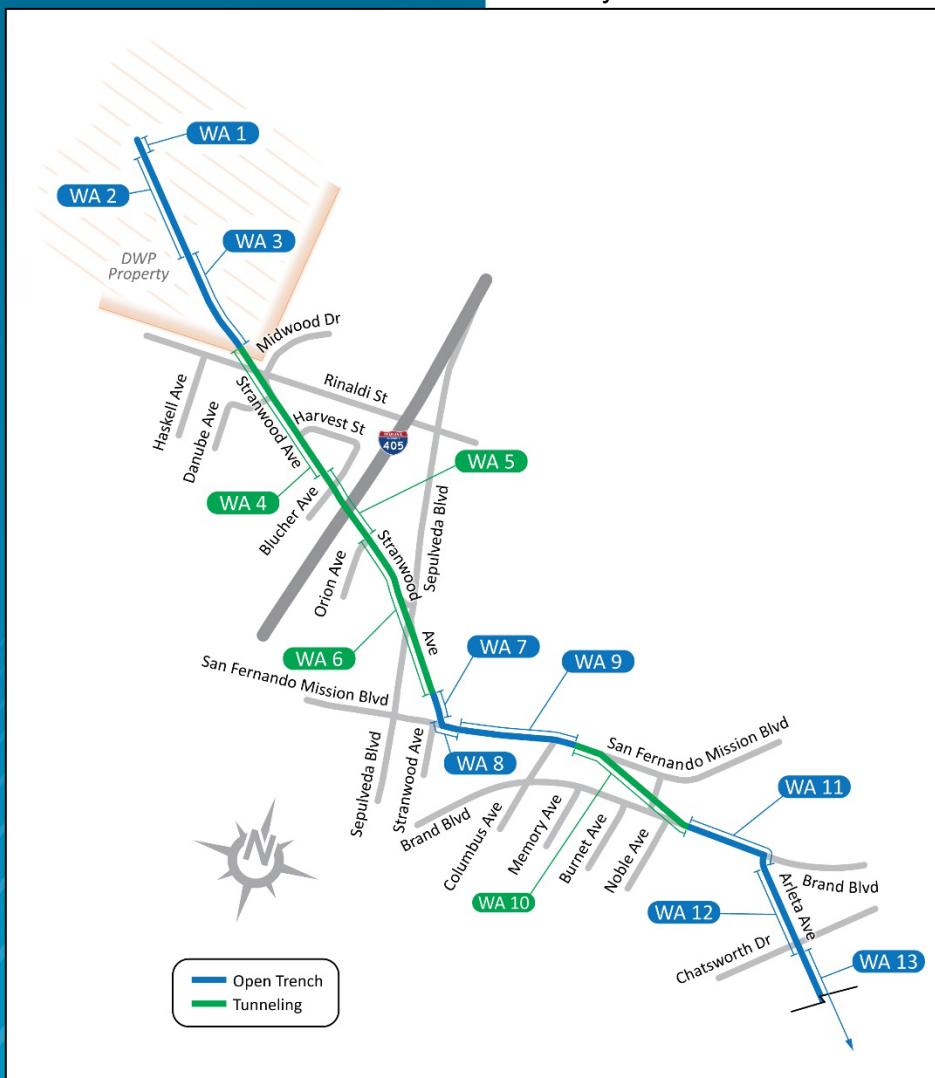 WA 1
WA 2
WA 3
DWP
Property
Midwood Dr
Rinaldi St
Haskell Ave
Danube Ave
Stranwood Ave
Harvest St
405
WA 5
WA 4
Blucher Ave
Sepulveda Blvd
Stranwood
Orion Ave
Ave
WA 6
WA 7
WA 9
San Fernando Mission Blvd
San Fernando Mission Blvd
WA 8
Sepulveda Blvd
Stranwood Ave
Brand Blvd
Columbus Ave
Memory Ave
Burnet Ave
Noble Ave
WA 11
N
WA 10
Brand Blvd
Arleta Ave
WA 12
Chatsworth Dr
WA 13
Open Trench
Tunneling